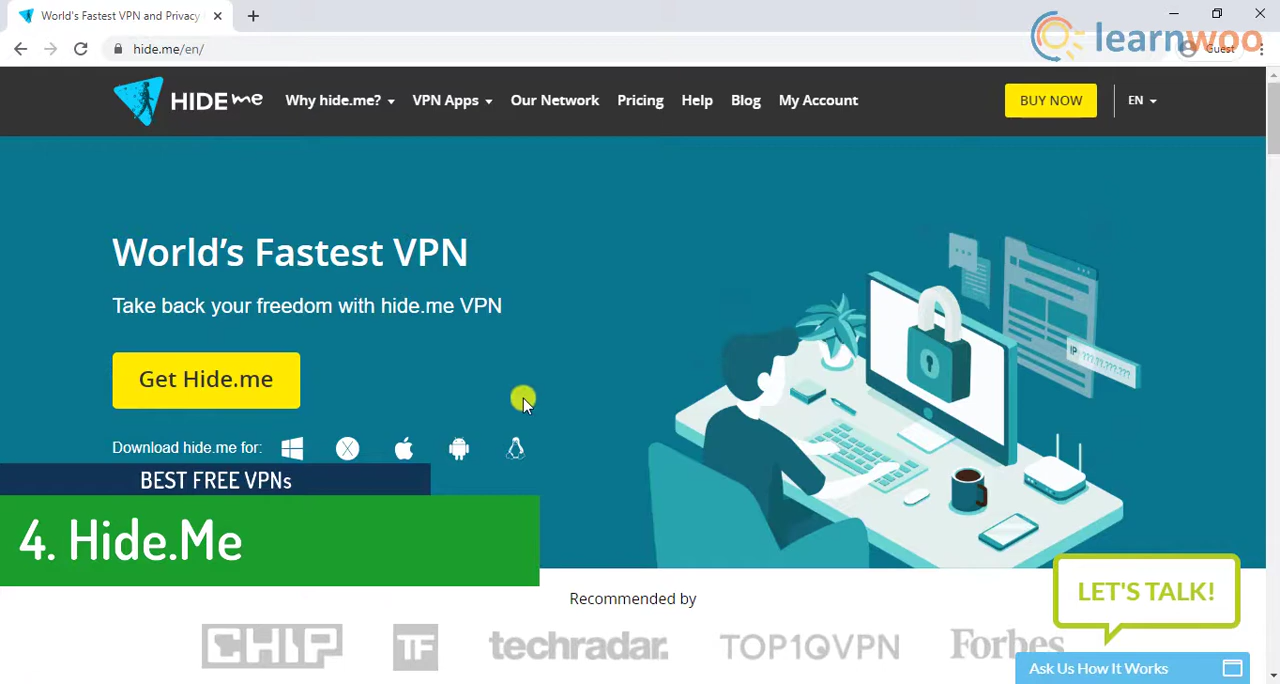 World's Fastest VPN and Privacy
hide.me/en/
learnwoo
Guest
HIDE me
Why hide.me?
VPN Apps
Our Network
Pricing
Help
Blog
My Account
BUY NOW
EN
World's Fastest VPN
Take back your freedom with hide.me VPN
Get Hide.me
Download hide.me for:
IP ???.??.??.???
BEST FREE VPNs
4. Hide.Me
Recommended by
CHIP
TF
techradar.
TOP10VPN
Forbes
LET'S TALK!
Ask Us How It Works